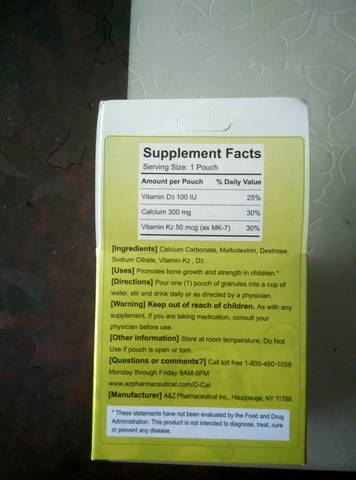 Supplement Facts
Serving Size: 1 Pouch
Amount per Pouch % Daily Value
Vitamin D3 100 IU 25%
Calcium 300 mg 30%
Vitamin K2 50 mcg (as MK-7) 30%
[Ingredients] Calcium Carbonate, Maltodextrin, Dextrose,
Sodium Citrate, Vitamin K2 , D3 .
[Uses] Promotes bone growth and strength in children.*
[Directions] Pour one (1) pouch of granules into a cup of
water, stir and drink daily or as directed by a physician.
[Warning] Keep out of reach of children. As with any
supplement, if you are taking medication, consult your
physician before use.
[Other information] Store at room temperature. Do Not
Use if pouch is open or torn.
[Questions or comments?] Call toll free 1-800-480-1059
Monday through Friday 9AM-5PM
www.azpharmaceutical.com/D-Cal
[Manufacturer] A&Z Pharmaceutical Inc., Hauppauge, NY 11788
* These statements have not been evaluated by the Food and Drug
Administration. This product is not intended to diagnose, treat, cure
or prevent any disease.